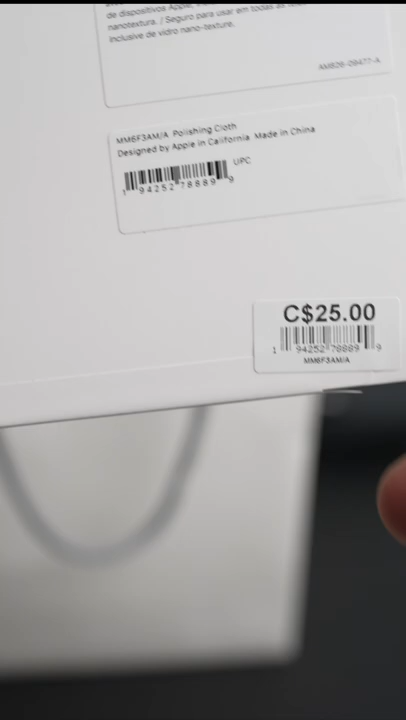 de dispositivos Apple,
nanotextura. / Seguro para usar em todas as
inclusive de vidro nano-texture.
AM626-09477-A
MM6F3AM/A Polishing Cloth
Designed by Apple in California Made in China
UPC
1 94252 78889 9
C$25.00
1 94252 78889 9
MM6F3AM/A